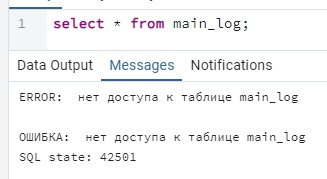 1 select * from main_log;
Data Output Messages Notifications
ERROR: нет доступа к таблице main_log
ОШИБКА: нет доступа к таблице main_log
SQL state: 42501